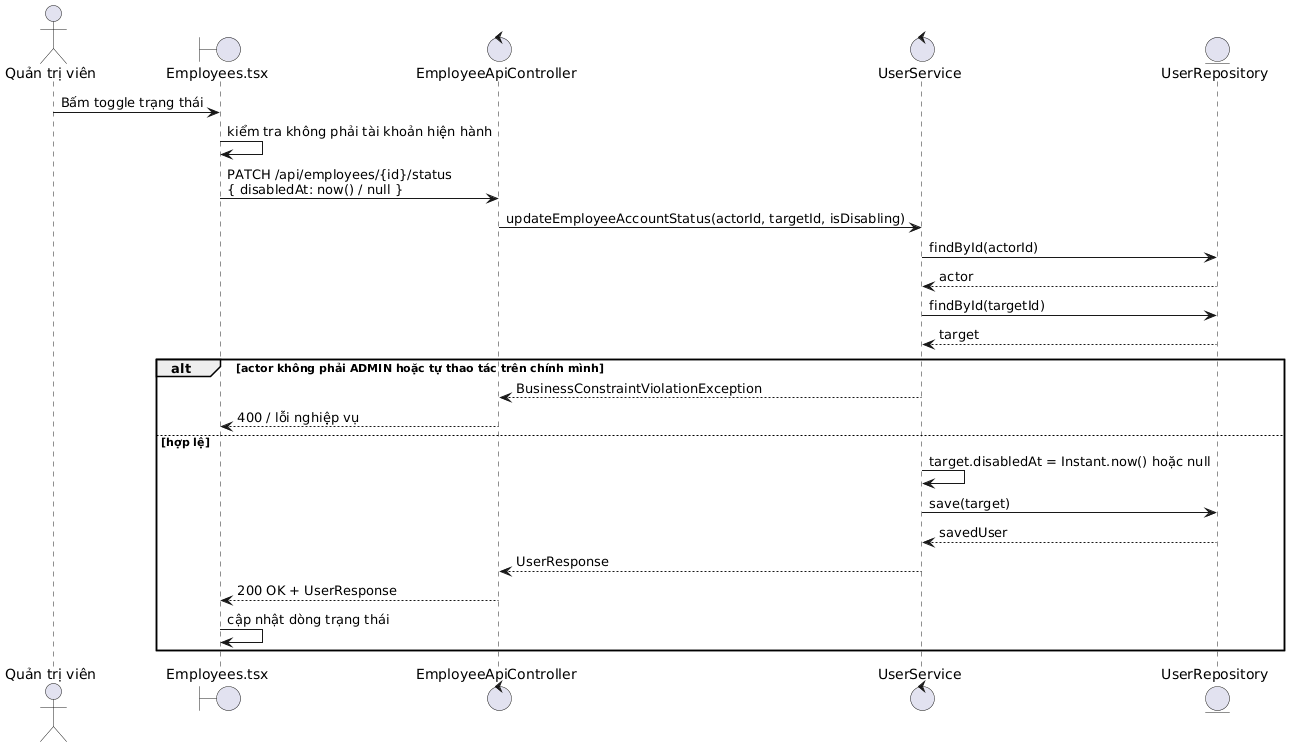 Quản trị viên
Employees.tsx
EmployeeApiController
UserService
UserRepository
Bấm toggle trạng thái
kiểm tra không phải tài khoản hiện hành
PATCH /api/employees/{id}/status
{ disabledAt: now() / null }
updateEmployeeAccountStatus(actorId, targetId, isDisabling)
findById(actorId)
actor
findById(targetId)
target
alt
[actor không phải ADMIN hoặc tự thao tác trên chính mình]
BusinessConstraintViolationException
400 / lỗi nghiệp vụ
[hợp lệ]
target.disabledAt = Instant.now() hoặc null
save(target)
savedUser
UserResponse
200 OK + UserResponse
cập nhật dòng trạng thái
Quản trị viên
Employees.tsx
EmployeeApiController
UserService
UserRepository